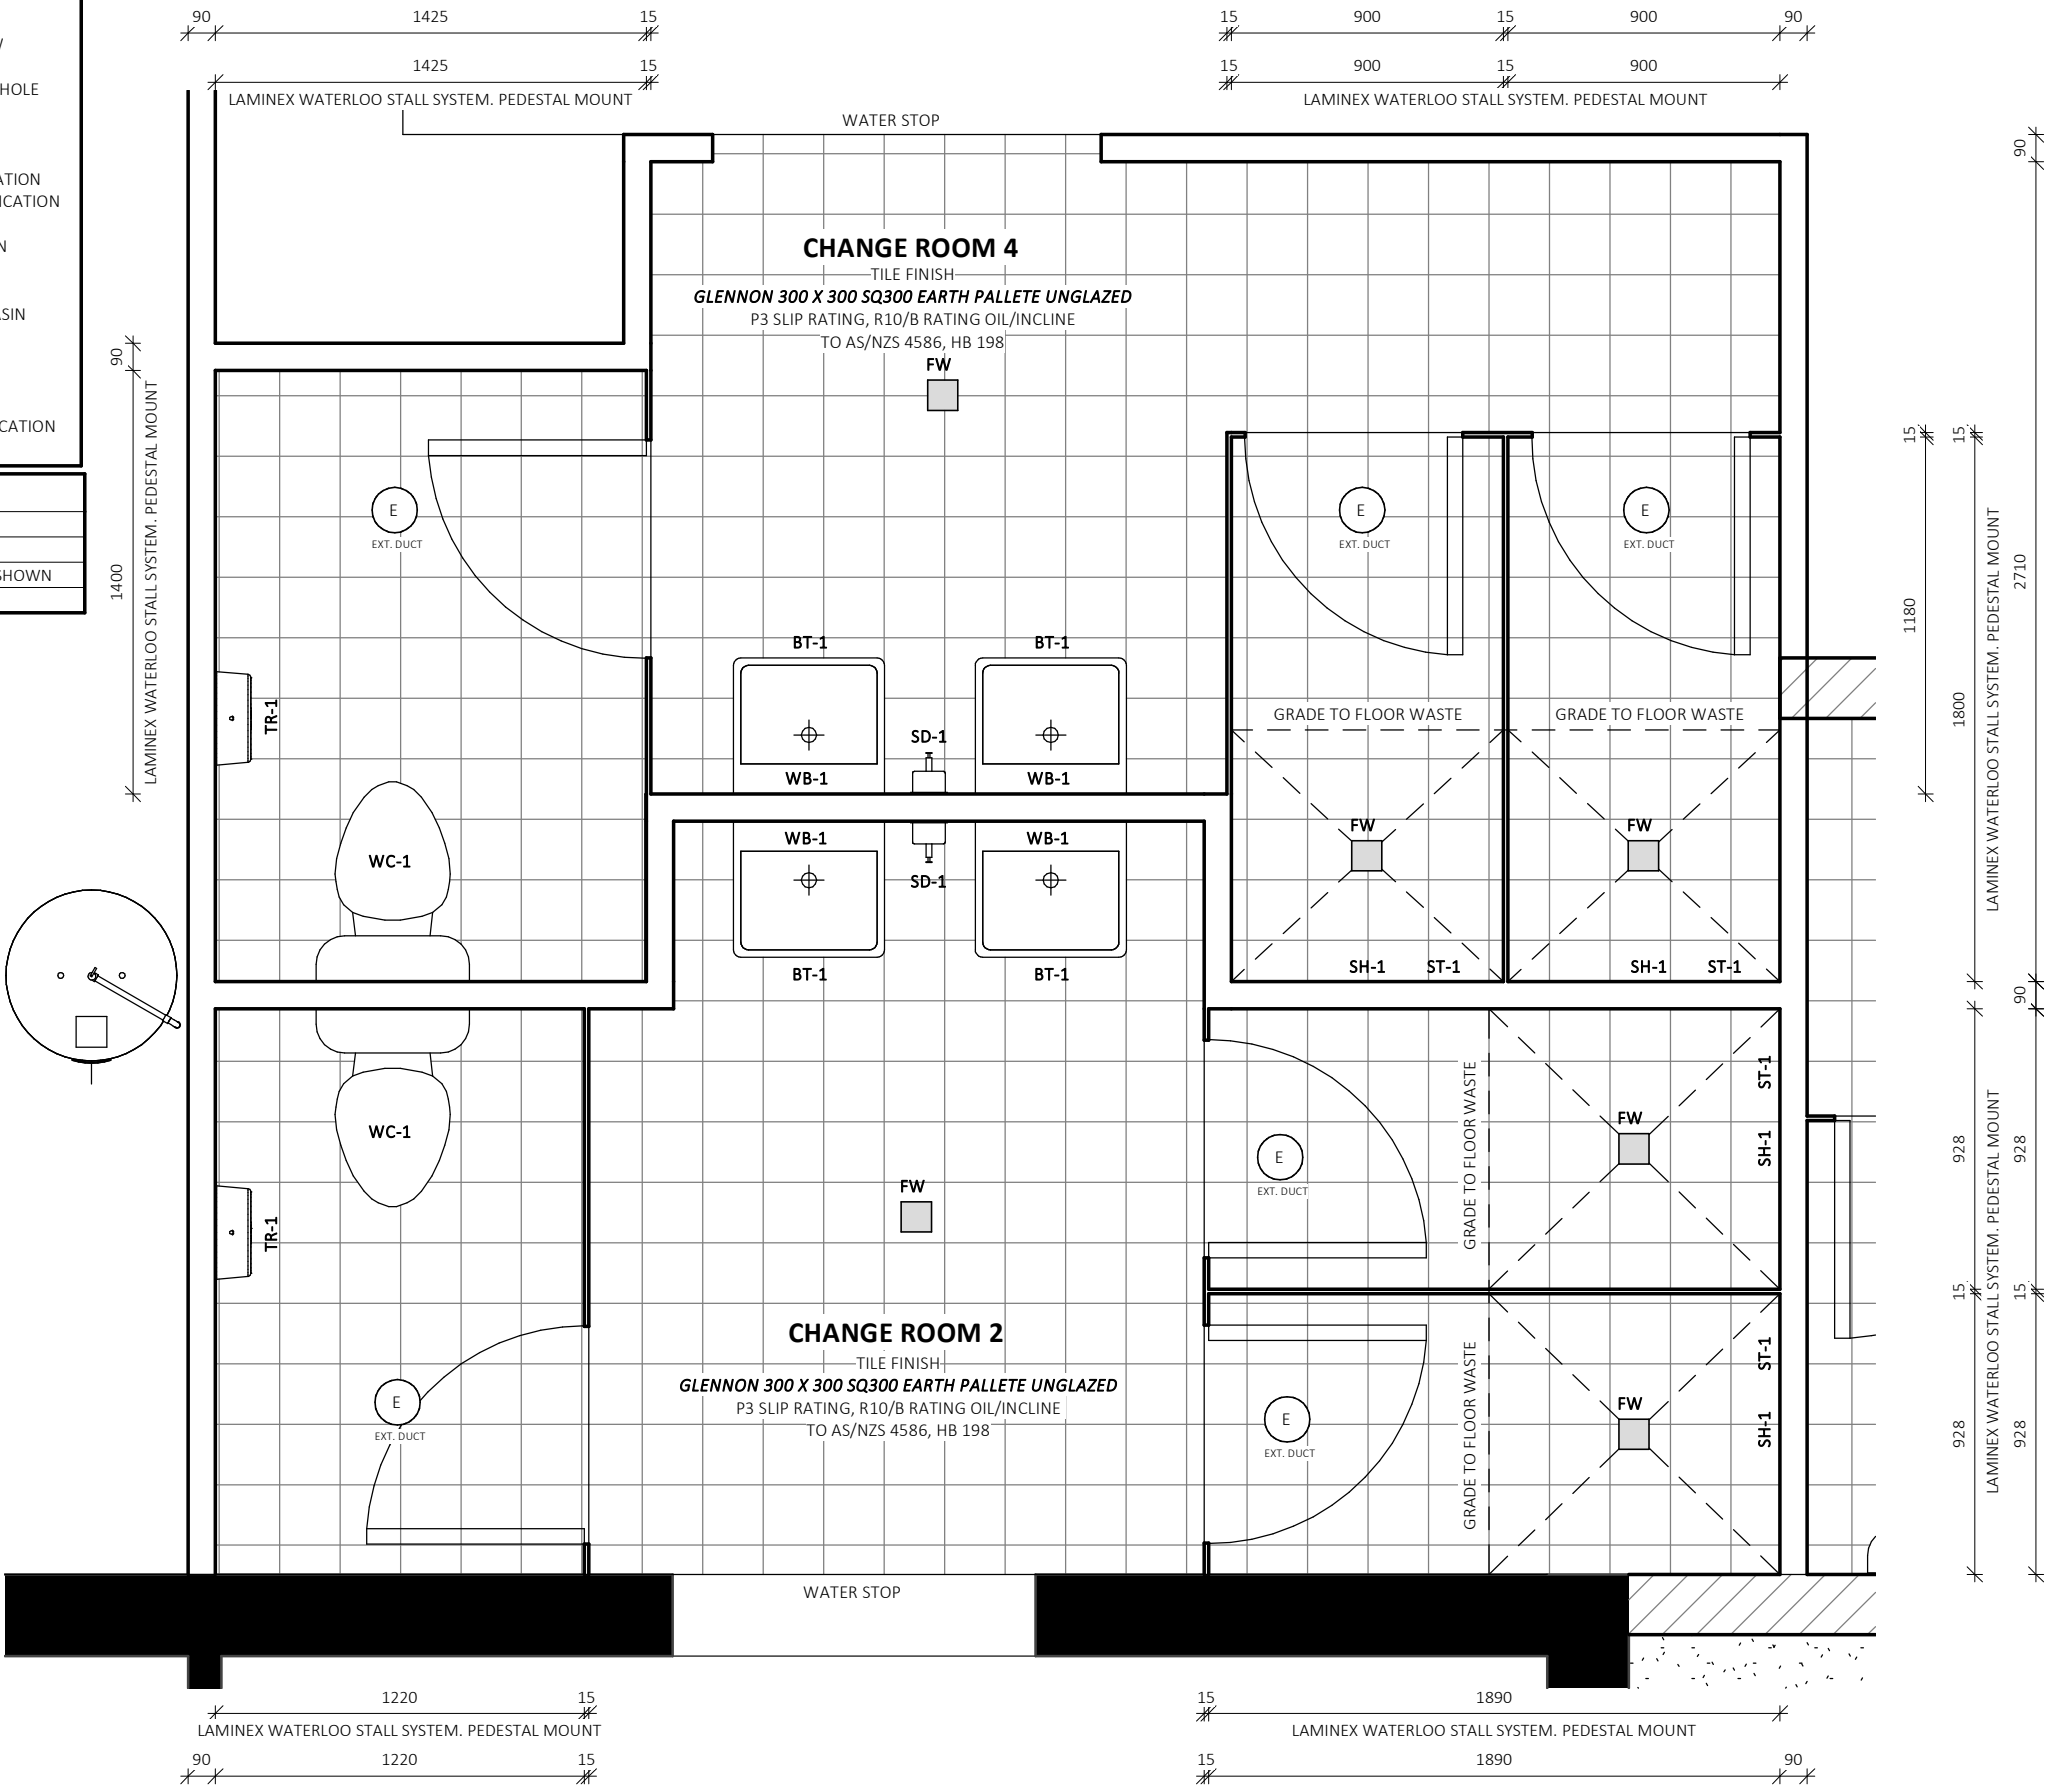 90 1425 15 15 900 15 900 90
1425 15 15 900 15 900
LAMINEX WATERLOO STALL SYSTEM. PEDESTAL MOUNT
LAMINEX WATERLOO STALL SYSTEM. PEDESTAL MOUNT
WATER STOP
HOLE
SHOWN
CHANGE ROOM 4
TILE FINISH
GLENNON 300 X 300 SQ300 EARTH PALLETE UNGLAZED
P3 SLIP RATING, R10/B RATING OIL/INCLINE
TO AS/NZS 4586, HB 198
FW
90
1400
LAMINEX WATERLOO STALL SYSTEM. PEDESTAL MOUNT
E
EXT. DUCT
E
EXT. DUCT
E
EXT. DUCT
TR-1
BT-1
BT-1
SD-1
WB-1
WB-1
WC-1
GRADE TO FLOOR WASTE
GRADE TO FLOOR WASTE
FW
FW
SH-1 ST-1
SH-1 ST-1
90
15
15
1180
1800
2710
LAMINEX WATERLOO STALL SYSTEM. PEDESTAL MOUNT
90
WB-1
WB-1
SD-1
BT-1
BT-1
WC-1
TR-1
FW
E
EXT. DUCT
E
EXT. DUCT
E
EXT. DUCT
GRADE TO FLOOR WASTE
GRADE TO FLOOR WASTE
FW
ST-1
SH-1
FW
ST-1
SH-1
928
928
15
15
928
928
LAMINEX WATERLOO STALL SYSTEM. PEDESTAL MOUNT
CHANGE ROOM 2
TILE FINISH
GLENNON 300 X 300 SQ300 EARTH PALLETE UNGLAZED
P3 SLIP RATING, R10/B RATING OIL/INCLINE
TO AS/NZS 4586, HB 198
WATER STOP
1220 15 15 1890
LAMINEX WATERLOO STALL SYSTEM. PEDESTAL MOUNT
LAMINEX WATERLOO STALL SYSTEM. PEDESTAL MOUNT
90 1220 15 15 1890 90